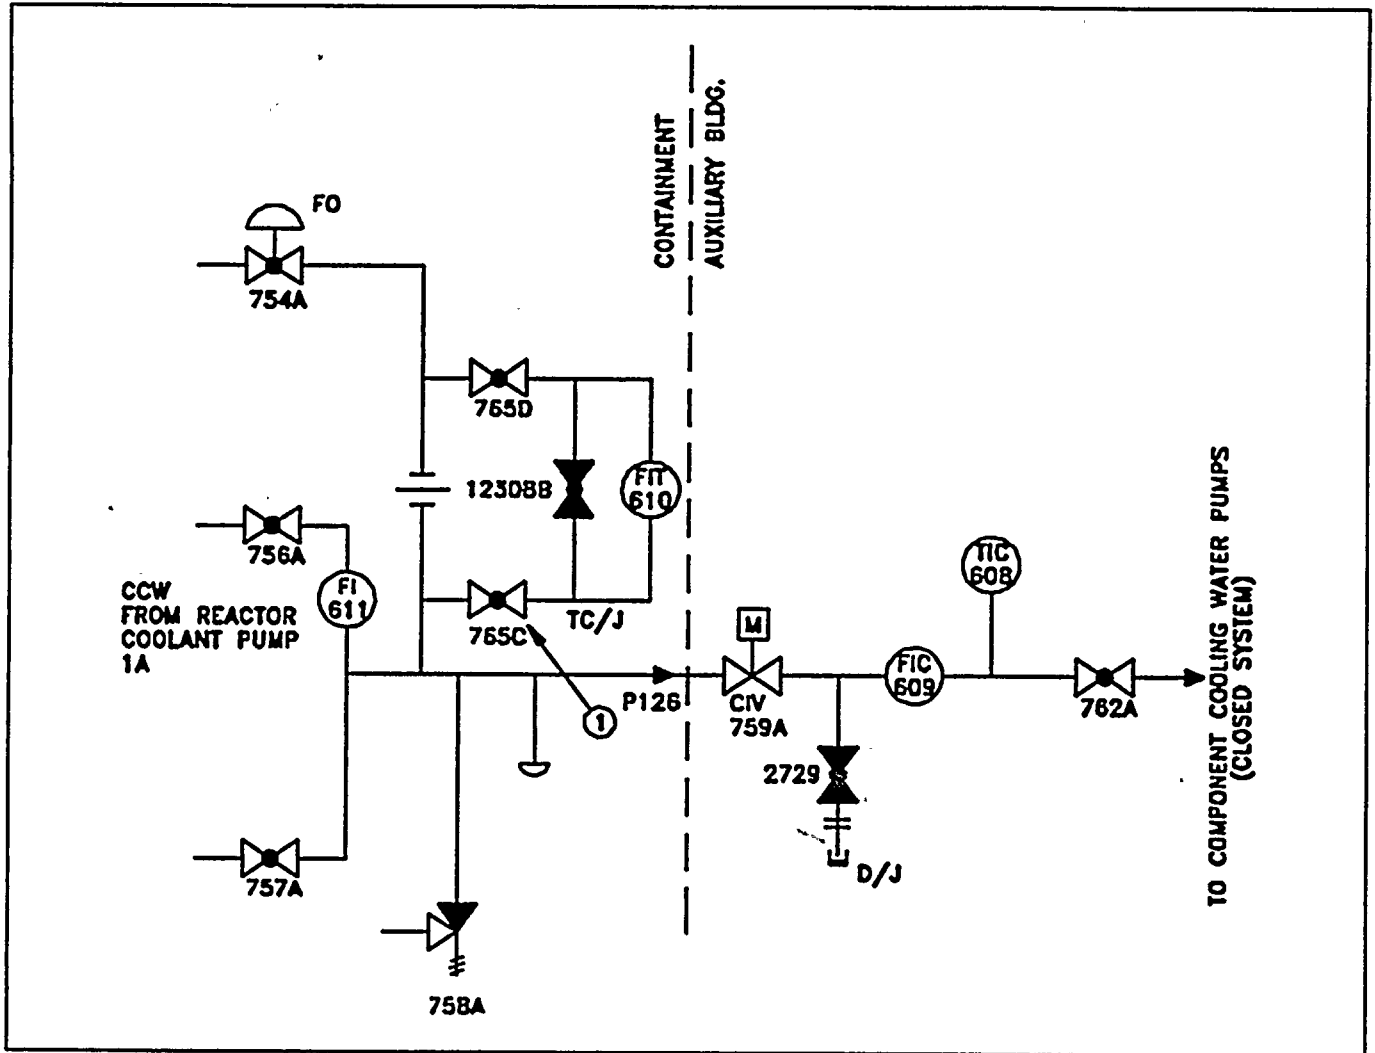 CONTAINMENT
AUXILIARY BLDG.
FO
754A
765D
12308B
FIT
610
756A
FI
611
CCW
FROM REACTOR
COOLANT PUMP
1A
765C
TC/J
1
P126
M
CIV
759A
FIC
609
TIC
608
762A
2729
D/J
757A
758A
TO COMPONENT COOLING WATER PUMPS
(CLOSED SYSTEM)